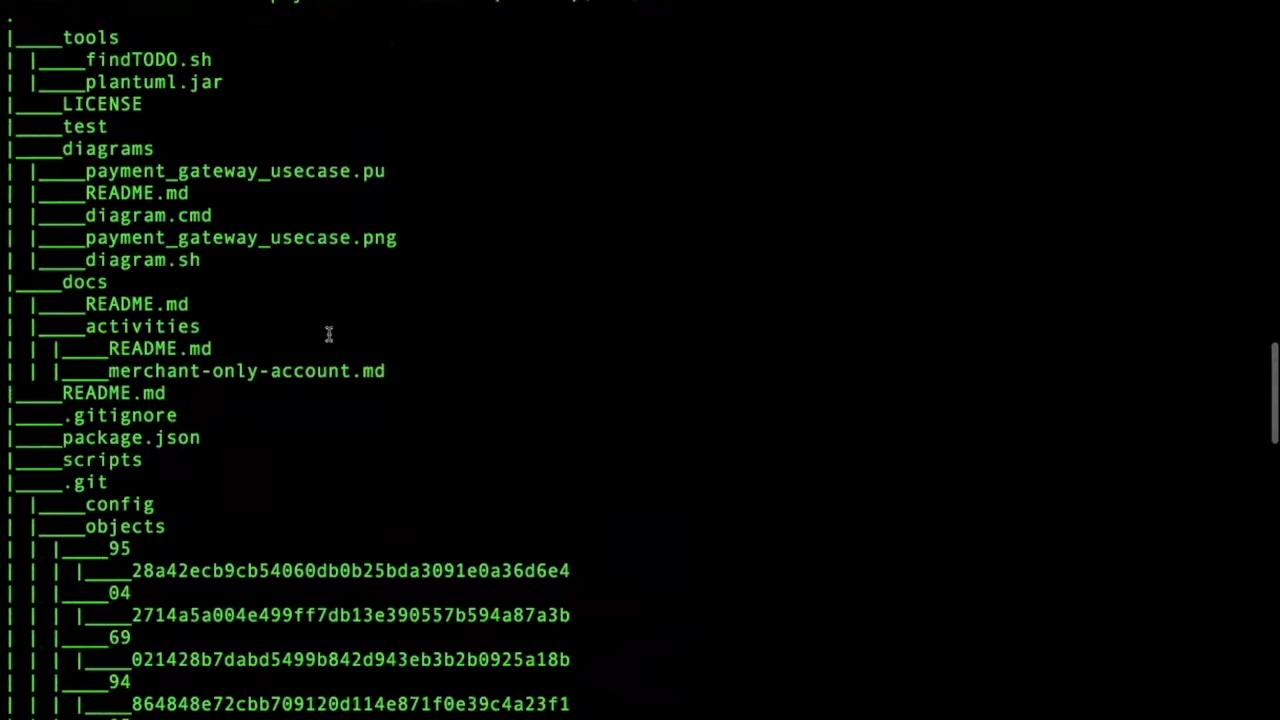 .
|____tools
| |____findTODO.sh
| |____plantuml.jar
|____LICENSE
|____test
|____diagrams
| |____payment_gateway_usecase.pu
| |____README.md
| |____diagram.cmd
| |____payment_gateway_usecase.png
| |____diagram.sh
|____docs
| |____README.md
| |____activities
| | |____README.md
| | |____merchant-only-account.md
|____README.md
|____.gitignore
|____package.json
|____scripts
|____.git
| |____config
| |____objects
| | |____95
| | | |____28a42ecb9cb54060db0b25bda3091e0a36d6e4
| | |____04
| | | |____2714a5a004e499ff7db13e390557b594a87a3b
| | |____69
| | | |____021428b7dabd5499b842d943eb3b2b0925a18b
| | |____94
| | | |____864848e72cbb709120d114e871f0e39c4a23f1